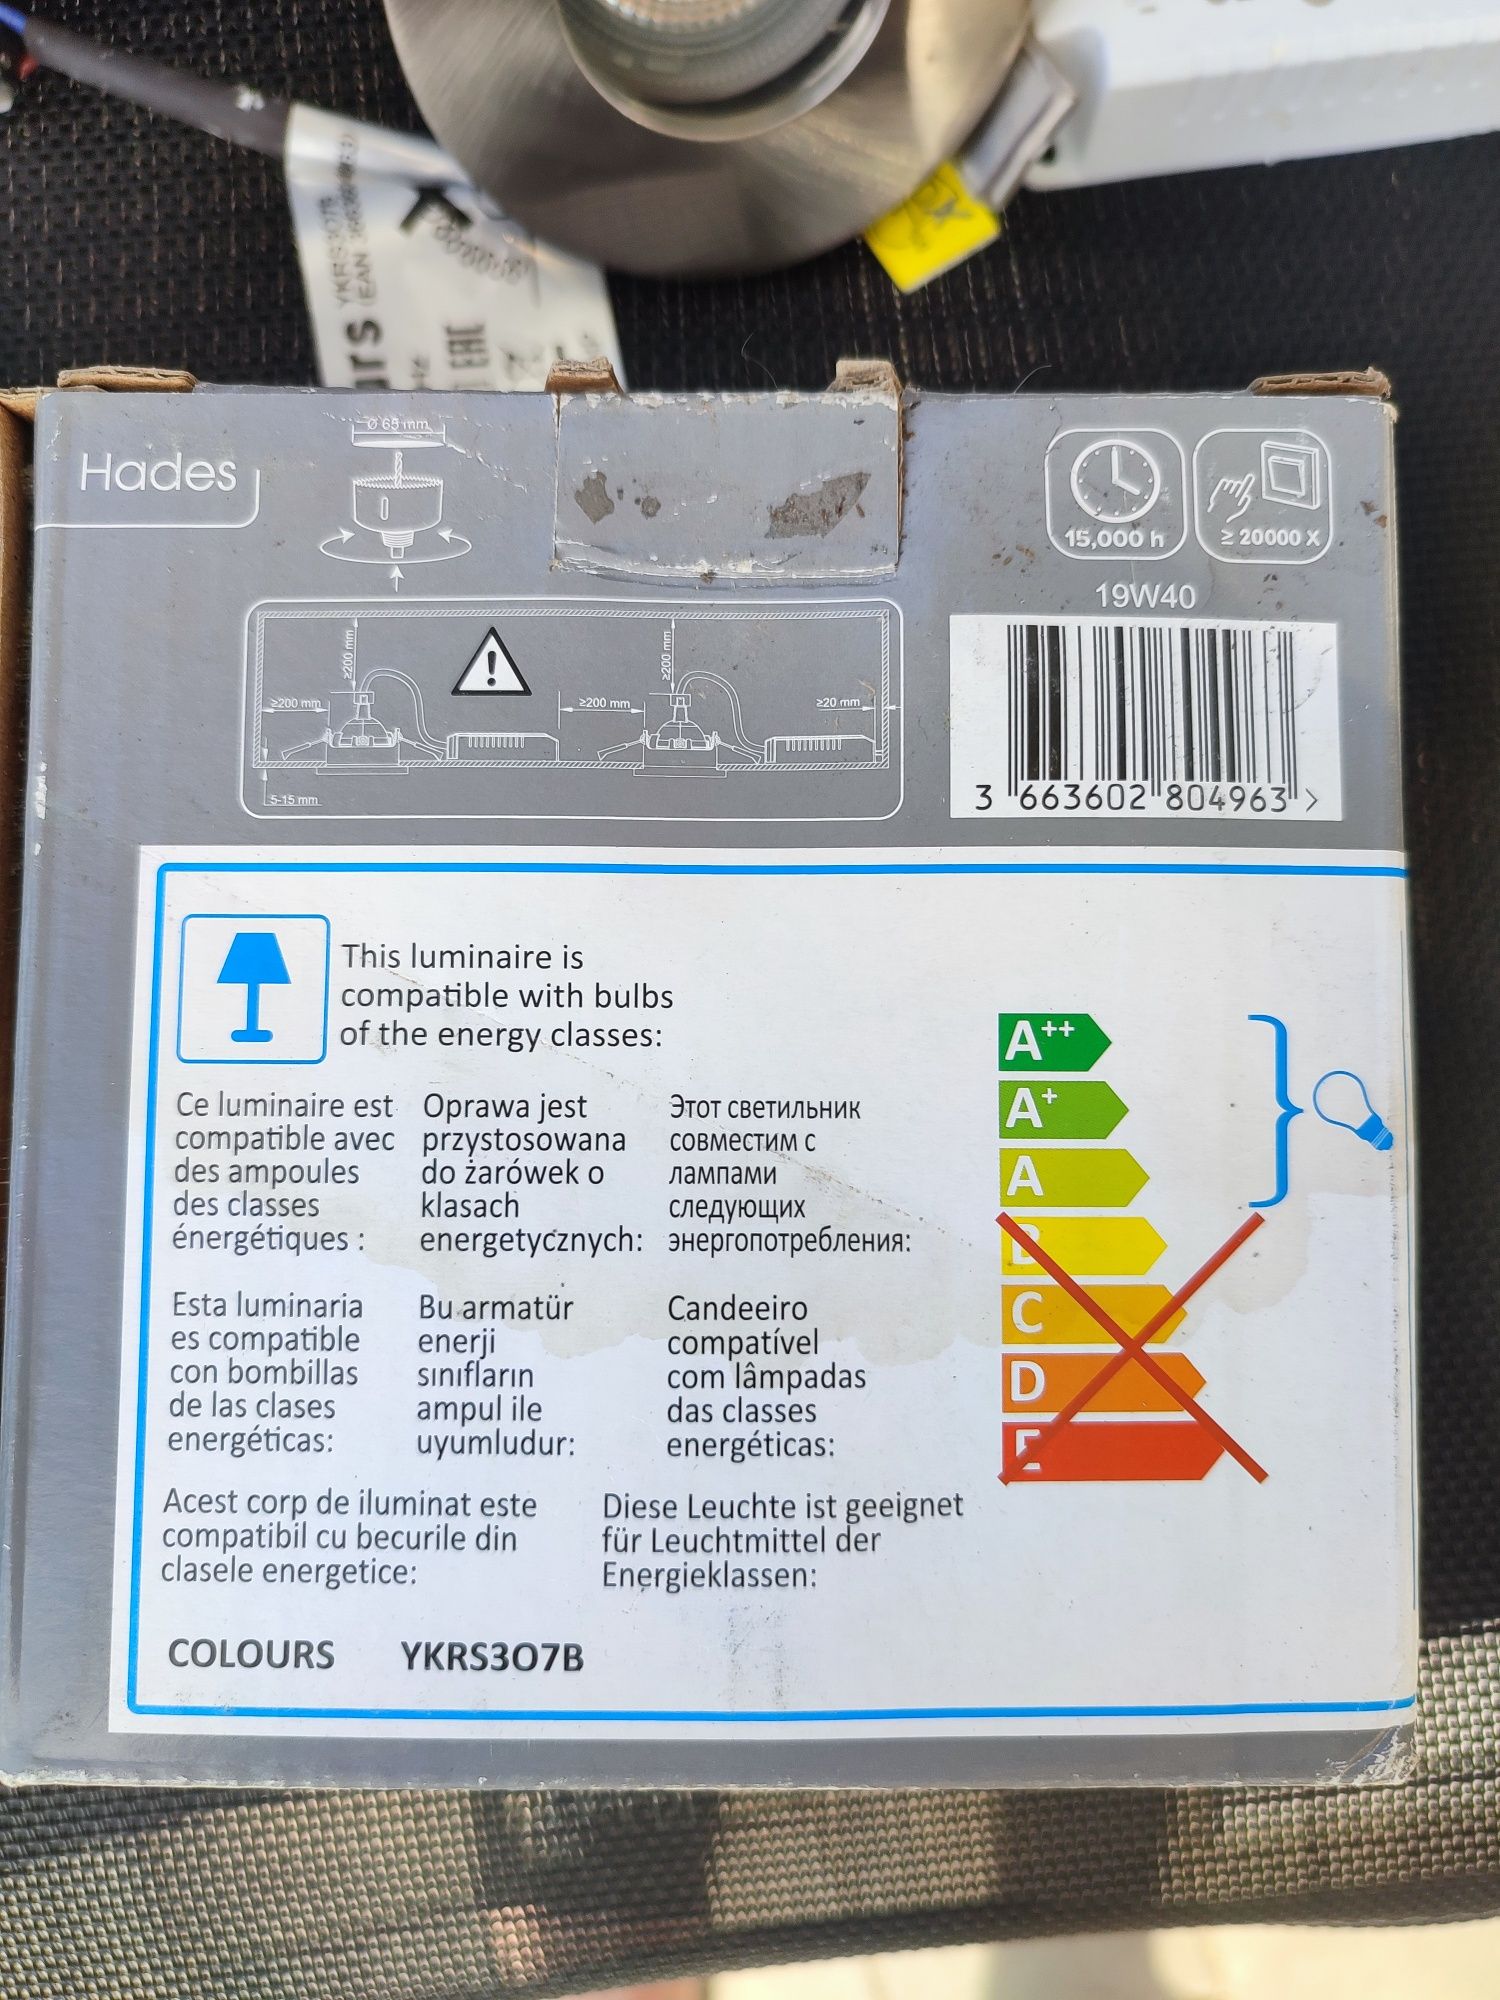 YKRS307B
Hades
Ø 65 mm
15,000 h
≥ 20000 X
19W40
≥200 mm
≥200 mm
≥200 mm
≥200 mm
≥20 mm
5-15 mm
3 663602 804963 >
This luminaire is
compatible with bulbs
of the energy classes:
Ce luminaire est
compatible avec
des ampoules
des classes
énergétiques :
Oprawa jest
przystosowana
do żarówek o
klasach
energetycznych:
Этот светильник
совместим с
лампами
следующих
энергопотребления:
Esta luminaria
es compatible
con bombillas
de las clases
energéticas:
Bu armatür
enerji
sınıfların
ampul ile
uyumludur:
Candeeiro
compatível
com lâmpadas
das classes
energéticas:
Acest corp de iluminat este
compatibil cu becurile din
clasele energetice:
Diese Leuchte ist geeignet
für Leuchtmittel der
Energieklassen:
A++
A+
A
B
C
D
E
COLOURS YKRS3O7B